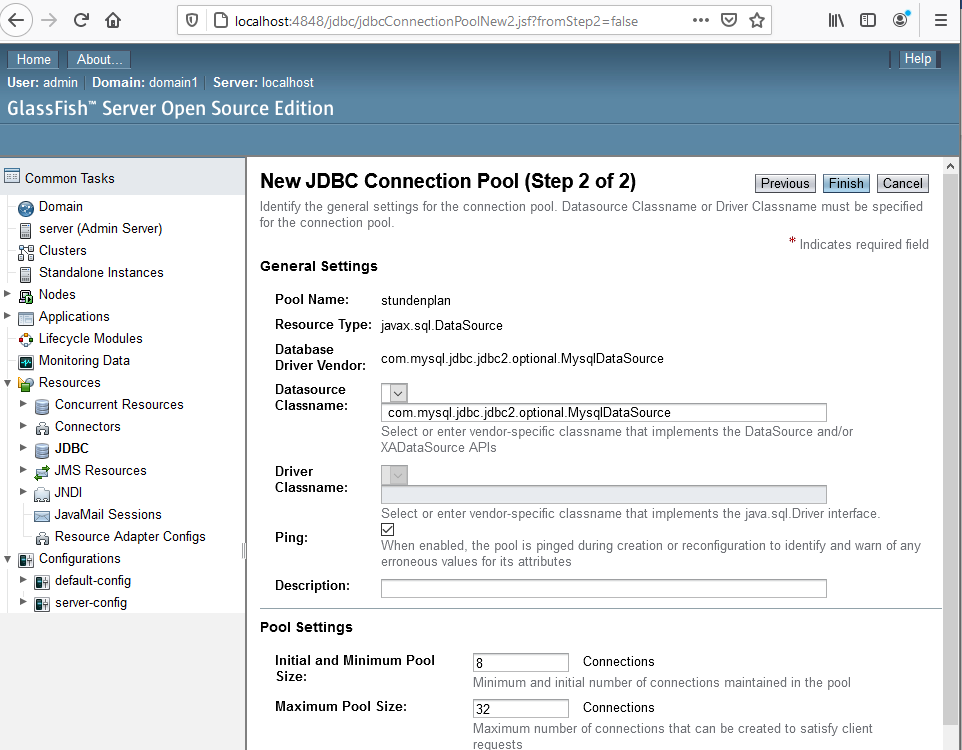 localhost:4848/jdbc/jdbcConnectionPoolNew2.jsf?fromStep2=false
Home About... Help
User: admin Domain: domain1 Server: localhost
GlassFish™ Server Open Source Edition
Common Tasks
Domain
server (Admin Server)
Clusters
Standalone Instances
Nodes
Applications
Lifecycle Modules
Monitoring Data
Resources
Concurrent Resources
Connectors
JDBC
JMS Resources
JNDI
JavaMail Sessions
Resource Adapter Configs
Configurations
default-config
server-config
New JDBC Connection Pool (Step 2 of 2)
Previous Finish Cancel
Identify the general settings for the connection pool. Datasource Classname or Driver Classname must be specified
for the connection pool.
* Indicates required field
General Settings
Pool Name: stundenplan
Resource Type: javax.sql.DataSource
Database
Driver Vendor: com.mysql.jdbc.jdbc2.optional.MysqlDataSource
Datasource
Classname:
com.mysql.jdbc.jdbc2.optional.MysqlDataSource
Select or enter vendor-specific classname that implements the DataSource and/or
XADataSource APIs
Driver
Classname:
Select or enter vendor-specific classname that implements the java.sql.Driver interface.
Ping:
When enabled, the pool is pinged during creation or reconfiguration to identify and warn of any
erroneous values for its attributes
Description:
Pool Settings
Initial and Minimum Pool
Size:
8 Connections
Minimum and initial number of connections maintained in the pool
Maximum Pool Size: 32 Connections
Maximum number of connections that can be created to satisfy client
requests